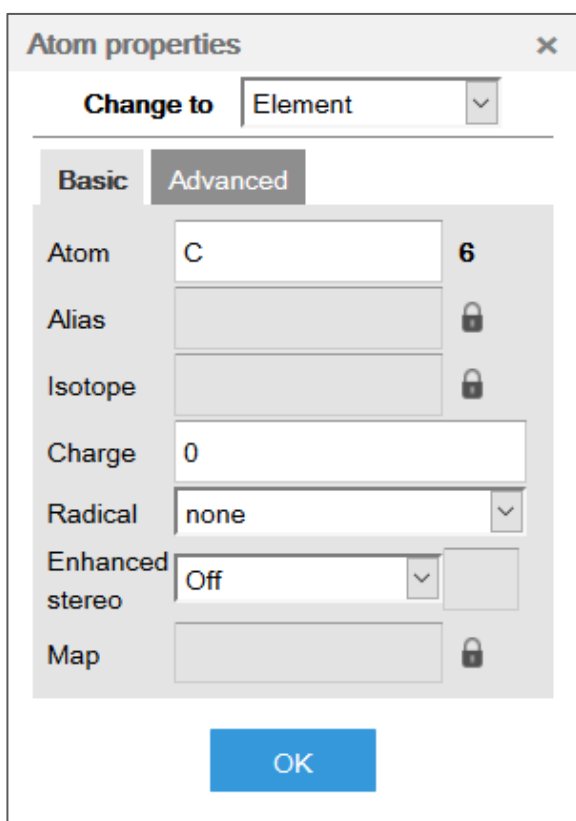 Atom properties ×
Change to Element
Basic Advanced
Atom C 6
Alias
Isotope
Charge 0
Radical none
Enhanced
stereo Off
Map
OK